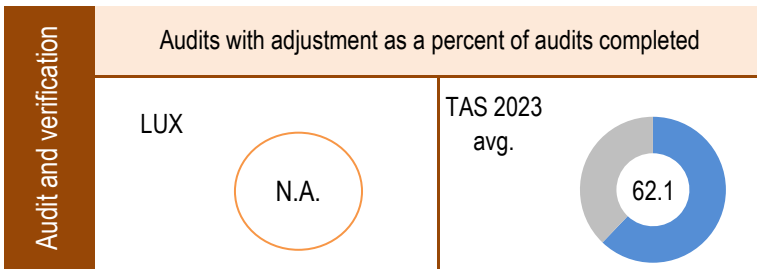 Audit and verification
Audits with adjustment as a percent of audits completed
LUX
N.A.
TAS 2023
avg.
62.1